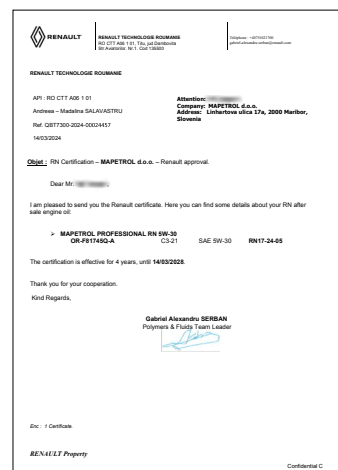 RENAULT
RENAULT TECHNOLOGIE ROUMANIE
RO CTT A06 1 01, Titu, jud Dambovita
Str.Avionului Nr.1. Cod 135500
RENAULT TECHNOLOGIE ROUMANIE
API : RO CTT A06 1 01
Andreea – Madalina SALAVASTRU
Ref. QBT7300-2024-00024457
14/03/2024
Attention:
Company: MAPETROL d.o.o.
Address: Linhartova ulica 17a, 2000 Maribor,
Slovenia
Objet : RN Certification – MAPETROL d.o.o. – Renault approval.
Dear Mr.
I am pleased to send you the Renault certificate. Here you can find some details about your RN after
sale engine oil:
➢ MAPETROL PROFESSIONAL RN 5W-30
OR-F81745Q-A C3-21 SAE 5W-30 RN17-24-05
The certification is effective for 4 years, until 14/03/2028.
Thank you for your cooperation.
Kind Regards,
Gabriel Alexandru SERBAN
Polymers & Fluids Team Leader
Enc : 1 Certificate.
RENAULT Property
Confidential C